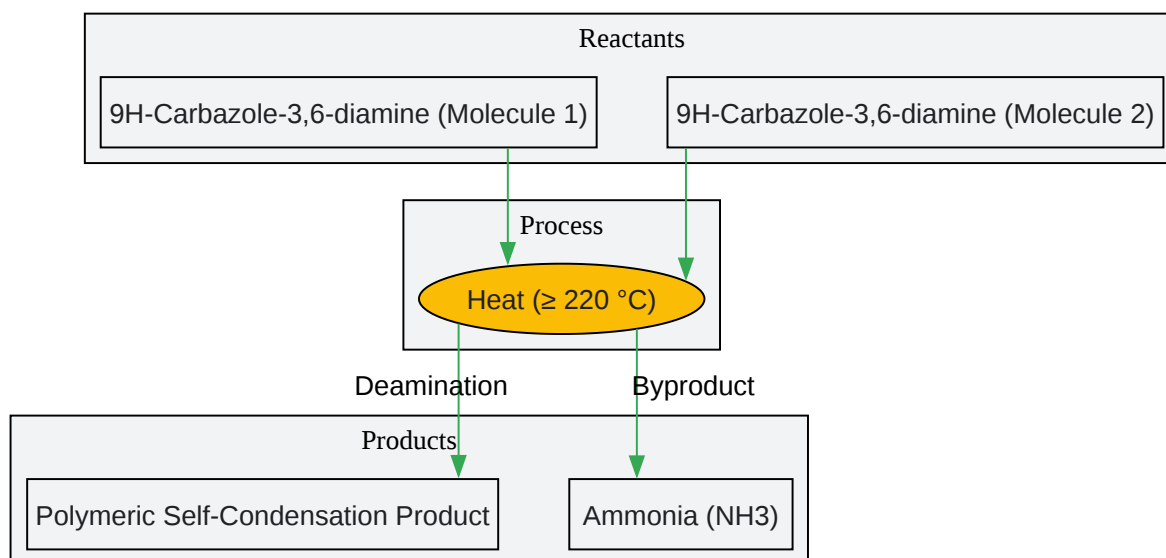 Reactants
9H-Carbazole-3,6-diamine (Molecule 1)
9H-Carbazole-3,6-diamine (Molecule 2)
Process
Heat (≥ 220 °C)
Deamination
Byproduct
Products
Polymeric Self-Condensation Product
Ammonia (NH3)